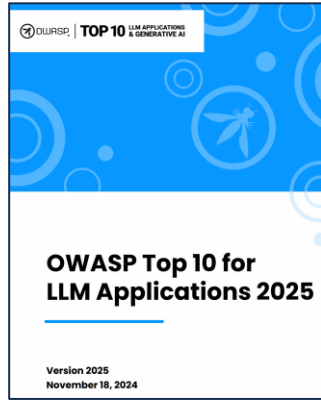 OWASP TOP 10 LLM APPLICATIONS
& GENERATIVE AI
OWASP Top 10 for
LLM Applications 2025
Version 2025
November 18, 2024